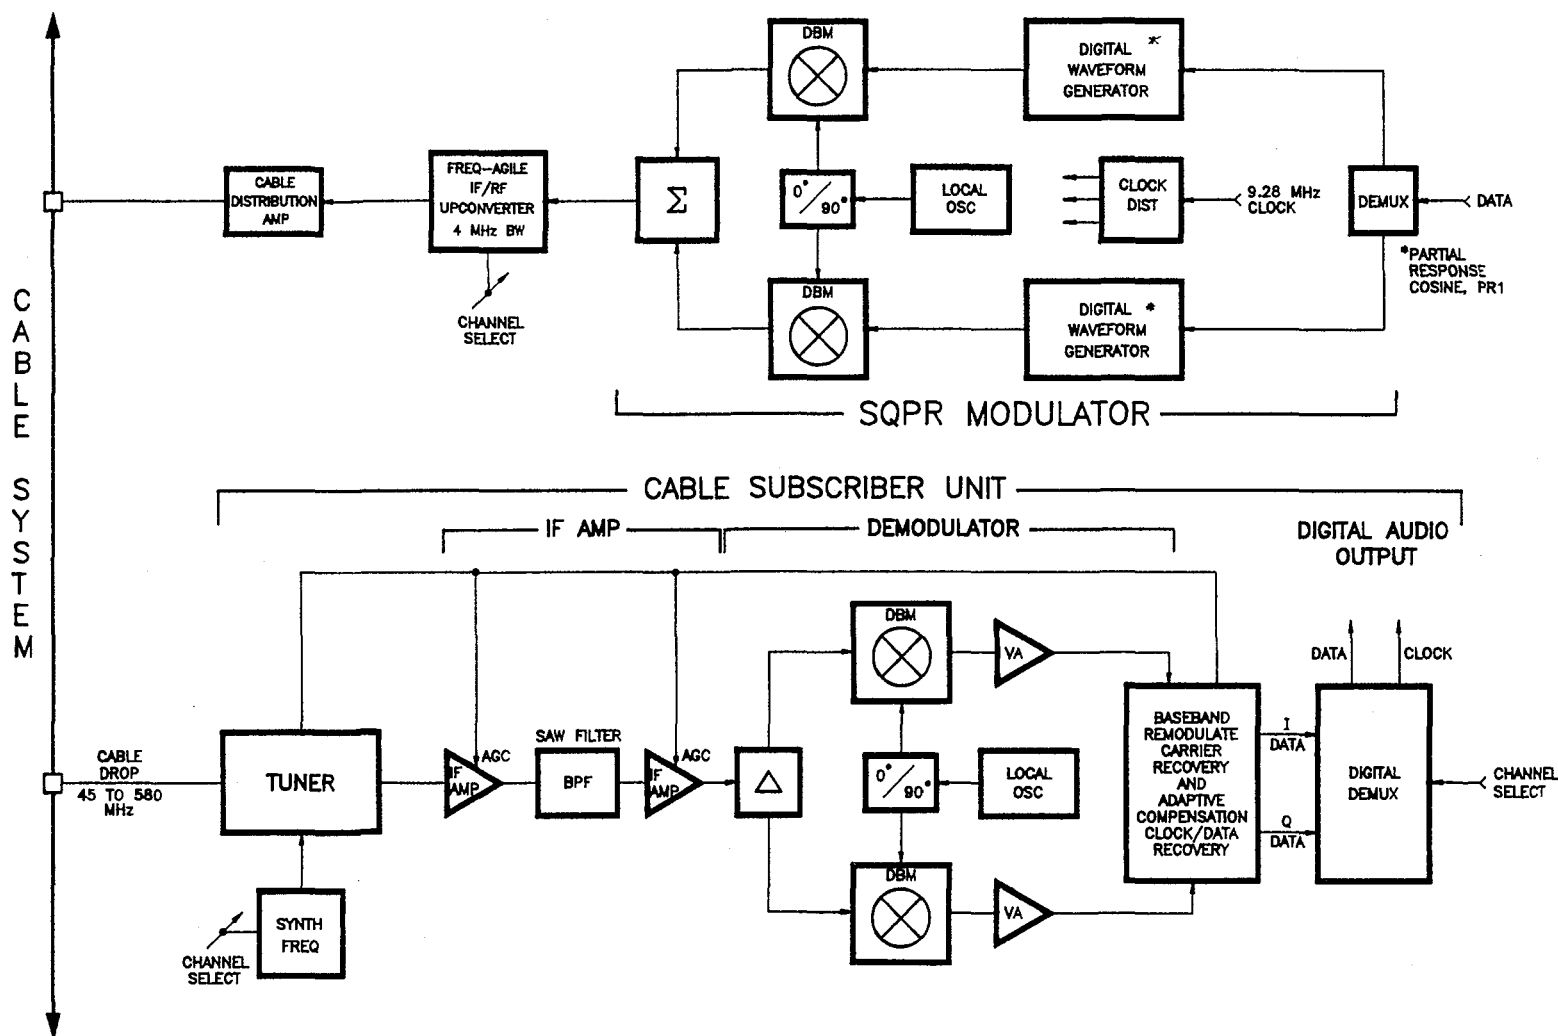 CABLE SYSTEM
CABLE
DISTRIBUTION
AMP
FREQ-AGILE
IF/RF
UPCONVERTER
4 MHz BW
CHANNEL
SELECT
Σ
DBM
0°/90°
DBM
LOCAL
OSC
DIGITAL *
WAVEFORM
GENERATOR
CLOCK
DIST
9.28 MHz
CLOCK
DIGITAL *
WAVEFORM
GENERATOR
DEMUX
DATA
*PARTIAL
RESPONSE
COSINE, PR1
SQPR MODULATOR
CABLE SUBSCRIBER UNIT
IF AMP
DEMODULATOR
DIGITAL AUDIO
OUTPUT
CABLE
DROP
45 TO 580
MHz
TUNER
SYNTH
FREQ
CHANNEL
SELECT
AGC
IF
AMP
SAW FILTER
BPF
AGC
IF
AMP
△
DBM
VA
0°/90°
LOCAL
OSC
DBM
VA
BASEBAND
REMODULATE
CARRIER
RECOVERY
AND
ADAPTIVE
COMPENSATION
CLOCK/DATA
RECOVERY
I
DATA
Q
DATA
DATA
CLOCK
DIGITAL
DEMUX
CHANNEL
SELECT